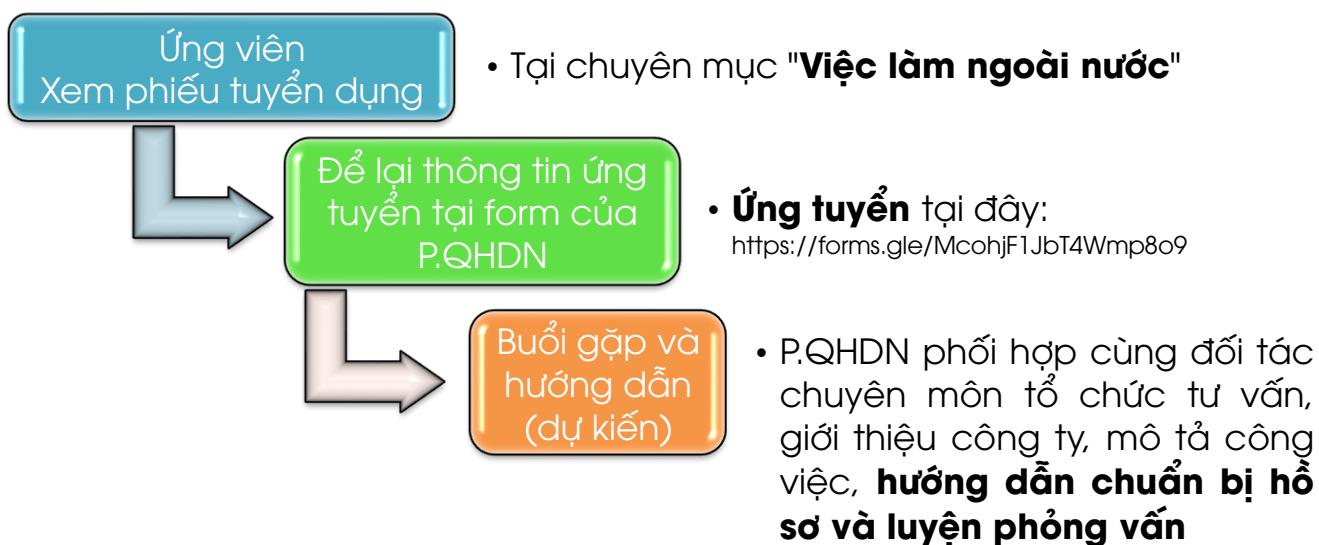 Ứng viên
Xem phiếu tuyển dụng
• Tại chuyên mục "Việc làm ngoài nước"
Để lại thông tin ứng
tuyển tại form của
P.QHDN
• Ứng tuyển tại đây:
https://forms.gle/McohjF1JbT4Wmp8o9
Buổi gặp và
hướng dẫn
(dự kiến)
• P.QHDN phối hợp cùng đối tác
chuyên môn tổ chức tư vấn,
giới thiệu công ty, mô tả công
việc, hướng dẫn chuẩn bị hồ
sơ và luyện phỏng vấn